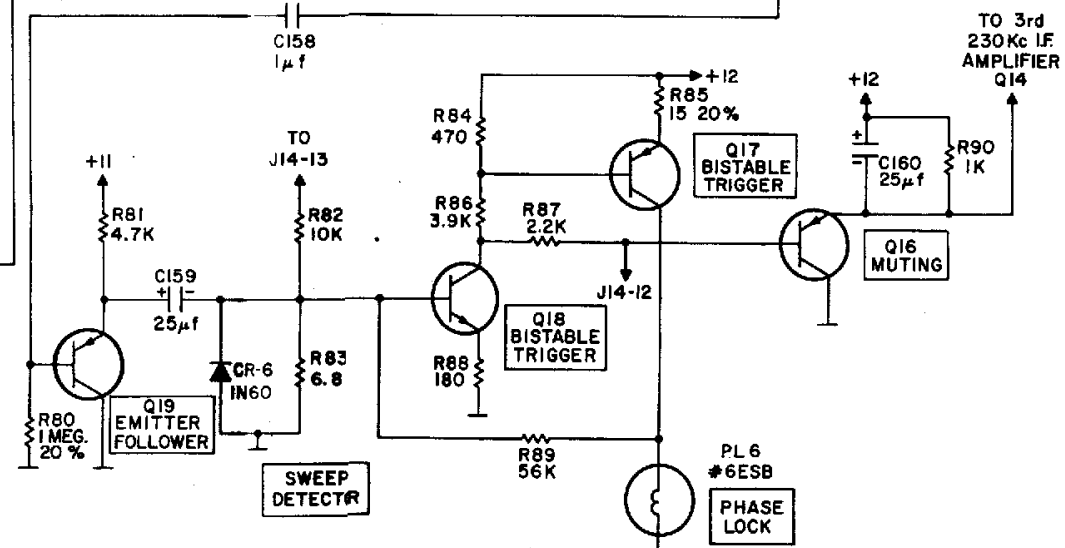 C158
1µf
TO 3rd
230Kc I.F.
AMPLIFIER
Q14
+12
+12
R84
470
R85
15 20%
Q17
BISTABLE
TRIGGER
+
-
C160
25µf
R90
1K
+11
TO
J14-13
R81
4.7K
R82
10K
R86
3.9K
R87
2.2K
Q16
MUTING
C159
+ -
25µf
J14-12
Q18
BISTABLE
TRIGGER
CR-6
1N60
R83
6.8
R88
180
Q19
EMITTER
FOLLOWER
R80
1 MEG.
20 %
R89
56K
SWEEP
DETECTR
P.L 6
#6ESB
PHASE
LOCK